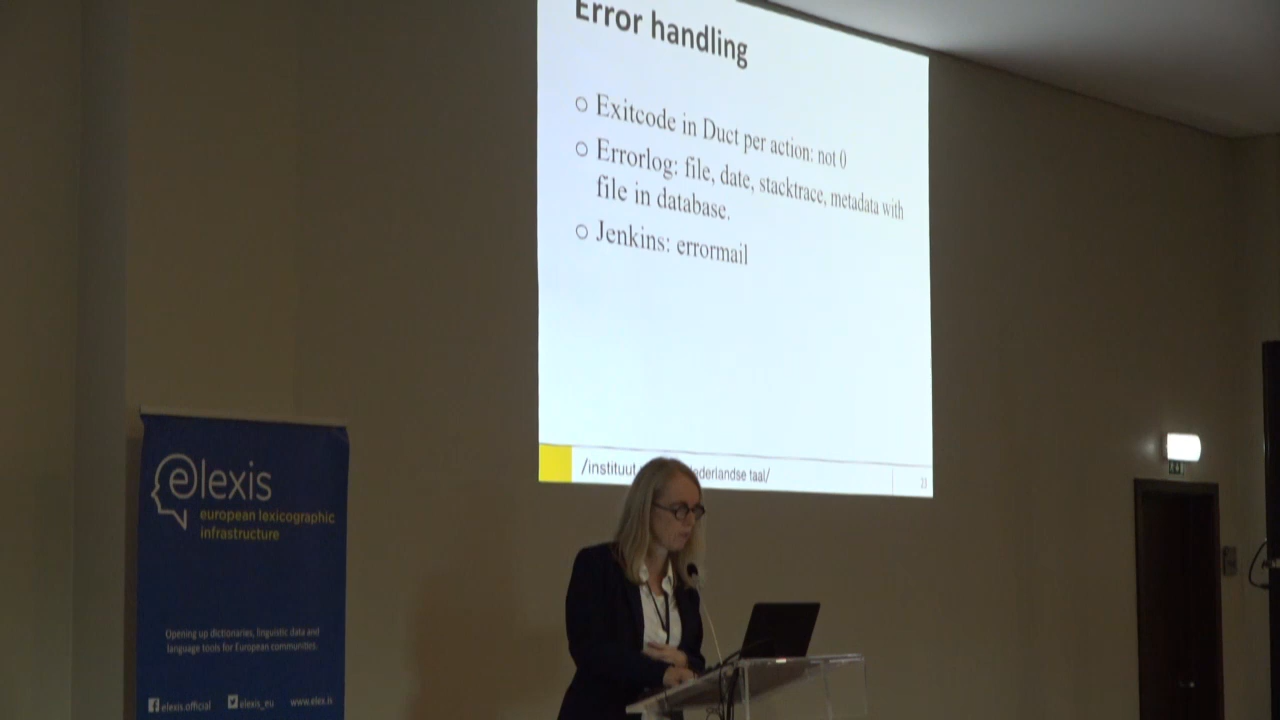 Error handling
Exitcode in Duct per action: not 0
Errorlog: file, date, stacktrace, metadata with
file in database.
Jenkins: errormail
/instituut ederlandse taal/
23
elexis
european lexicographic
infrastructure
Opening up dictionaries, linguistic data and
language tools for European communities.
elexis.official elexis_eu www.elex.is